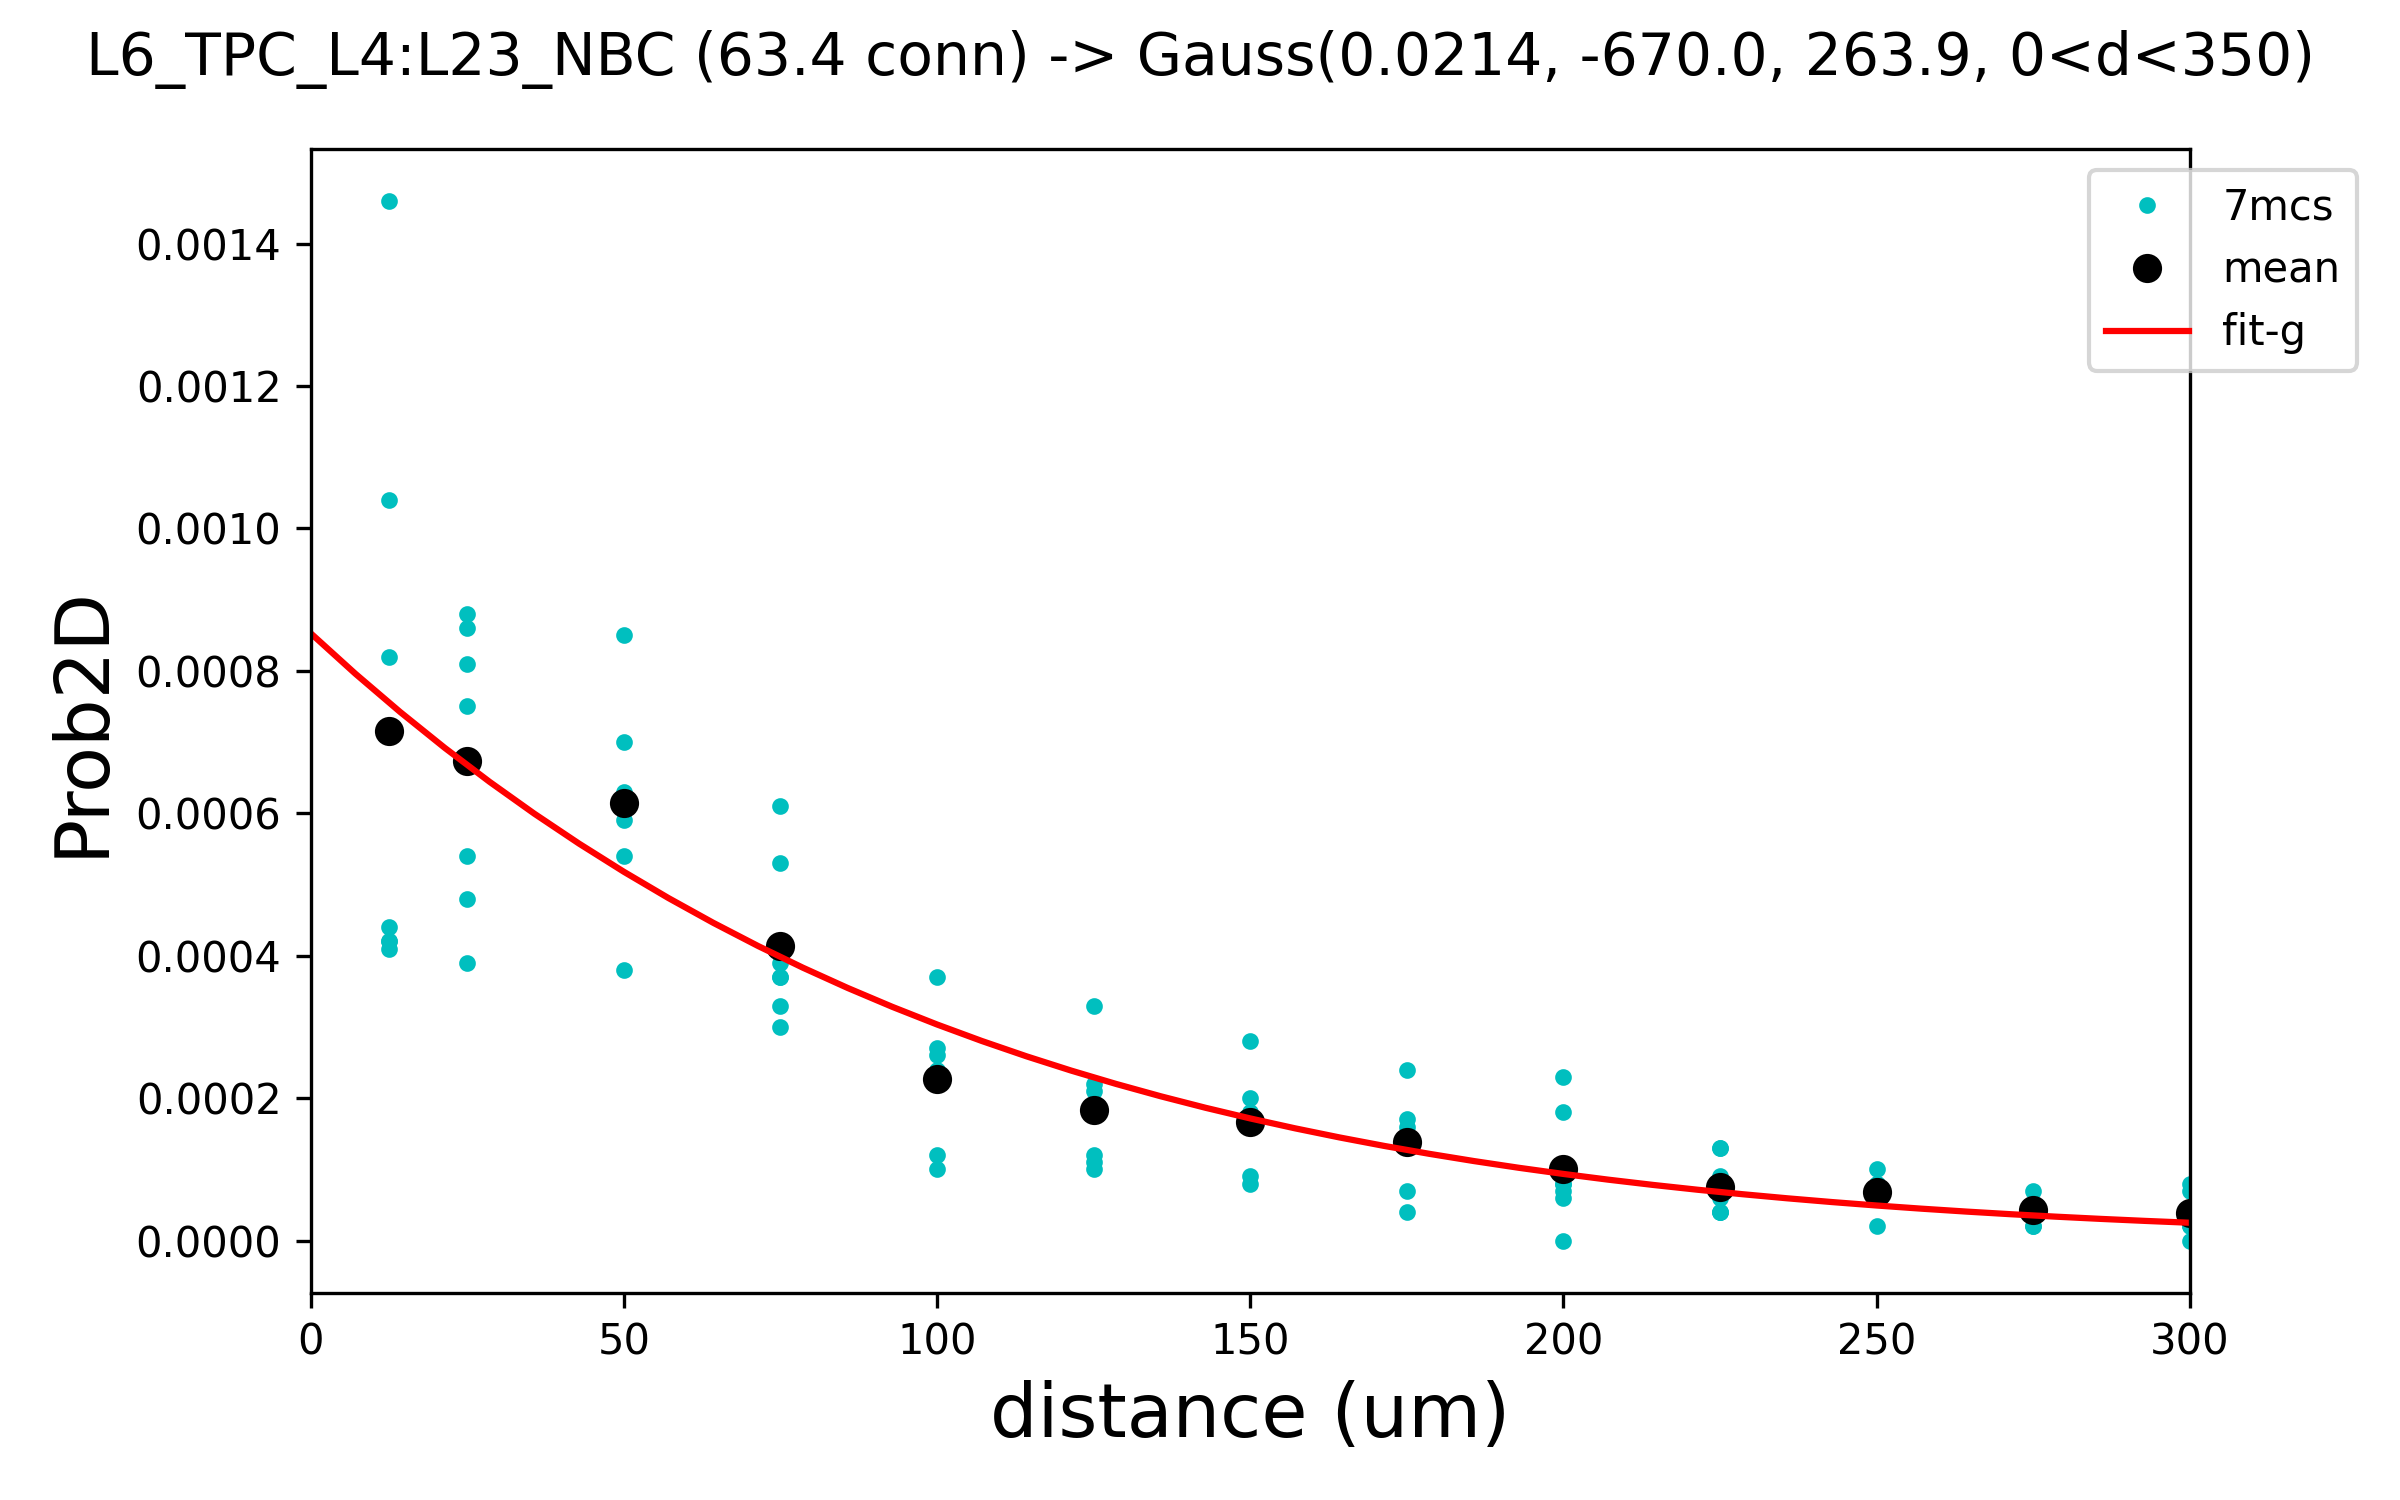 L6_TPC_L4:L23_NBC (63.4 conn) -> Gauss(0.0214, -670.0, 263.9, 0<d<350)
7mcs
mean
fit-g
0.0014
0.0012
0.0010
0.0008
0.0006
0.0004
0.0002
0.0000
Prob2D
0 50 100 150 200 250 300
distance (um)